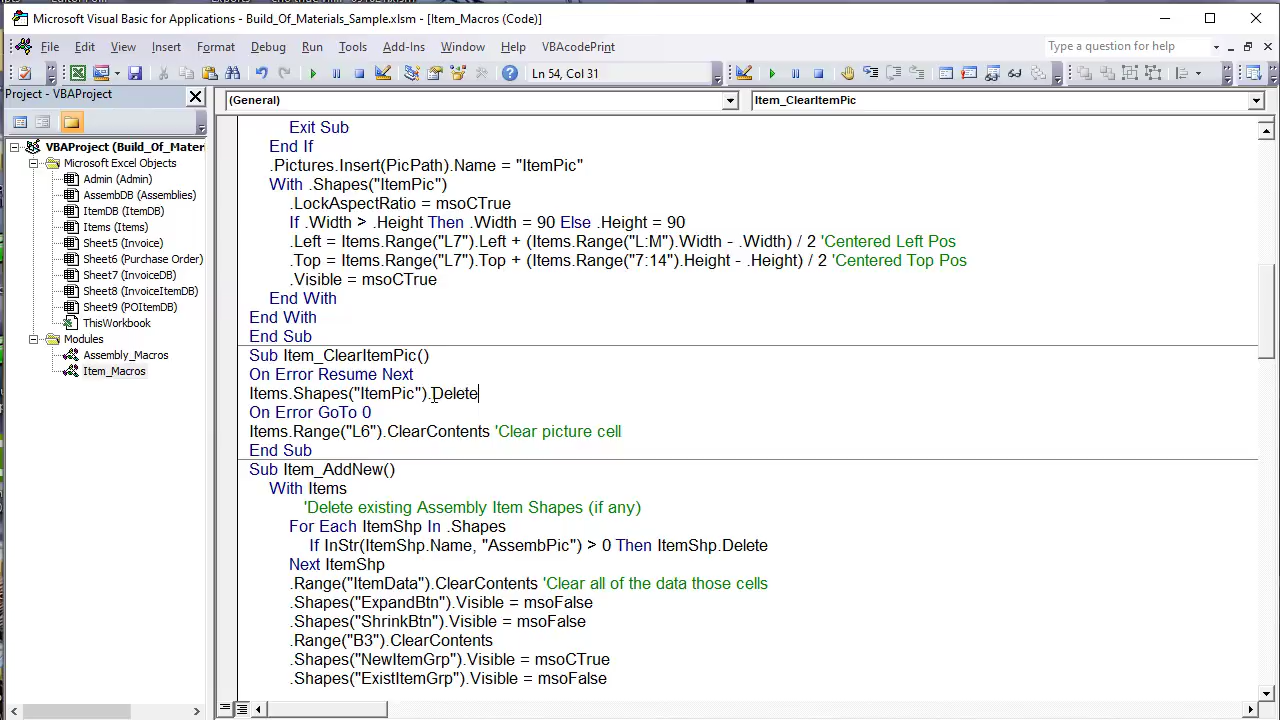 Microsoft Visual Basic for Applications - Build_Of_Materials_Sample.xlsm - [Item_Macros (Code)]
File Edit View Insert Format Debug Run Tools Add-Ins Window Help VBAcodePrint Type a question for help
Ln 54, Col 31
Project - VBAProject
(General) Item_ClearItemPic
VBAProject (Build_Of_Mater
Microsoft Excel Objects
Admin (Admin)
AssembDB (Assemblies)
ItemDB (ItemDB)
Items (Items)
Sheet5 (Invoice)
Sheet6 (Purchase Order)
Sheet7 (InvoiceDB)
Sheet8 (InvoiceItemDB)
Sheet9 (POItemDB)
ThisWorkbook
Modules
Assembly_Macros
Item_Macros
Exit Sub
End If
.Pictures.Insert(PicPath).Name = "ItemPic"
With .Shapes("ItemPic")
.LockAspectRatio = msoCTrue
If .Width > .Height Then .Width = 90 Else .Height = 90
.Left = Items.Range("L7").Left + (Items.Range("L:M").Width - .Width) / 2 'Centered Left Pos
.Top = Items.Range("L7").Top + (Items.Range("7:14").Height - .Height) / 2 'Centered Top Pos
.Visible = msoCTrue
End With
End With
End Sub
Sub Item_ClearItemPic()
On Error Resume Next
Items.Shapes("ItemPic").Delete
On Error GoTo 0
Items.Range("L6").ClearContents 'Clear picture cell
End Sub
Sub Item_AddNew()
With Items
'Delete existing Assembly Item Shapes (if any)
For Each ItemShp In .Shapes
If InStr(ItemShp.Name, "AssembPic") > 0 Then ItemShp.Delete
Next ItemShp
.Range("ItemData").ClearContents 'Clear all of the data those cells
.Shapes("ExpandBtn").Visible = msoFalse
.Shapes("ShrinkBtn").Visible = msoFalse
.Range("B3").ClearContents
.Shapes("NewItemGrp").Visible = msoCTrue
.Shapes("ExistItemGrp").Visible = msoFalse